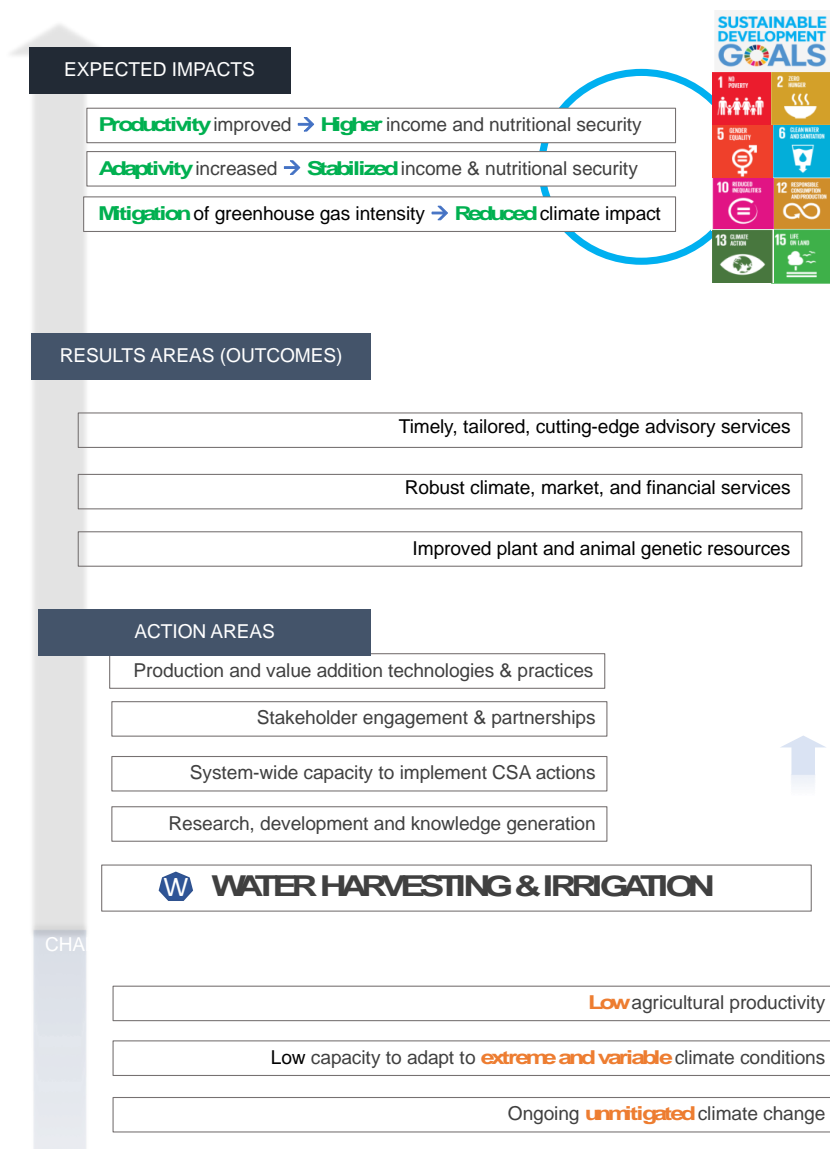 SUSTAINABLE
DEVELOPMENT
GOALS
EXPECTED IMPACTS
1 NO POVERTY
2 ZERO HUNGER
Productivity improved → Higher income and nutritional security
5 GENDER EQUALITY
6 CLEAN WATER AND SANITATION
Adaptivity increased → Stabilized income & nutritional security
10 REDUCED INEQUALITIES
12 RESPONSIBLE CONSUMPTION AND PRODUCTION
Mitigation of greenhouse gas intensity → Reduced climate impact
13 CLIMATE ACTION
15 LIFE ON LAND
RESULTS AREAS (OUTCOMES)
Timely, tailored, cutting-edge advisory services
Robust climate, market, and financial services
Improved plant and animal genetic resources
ACTION AREAS
Production and value addition technologies & practices
Stakeholder engagement & partnerships
System-wide capacity to implement CSA actions
Research, development and knowledge generation
W WATER HARVESTING & IRRIGATION
CHA
Low agricultural productivity
Low capacity to adapt to extreme and variable climate conditions
Ongoing unmitigated climate change